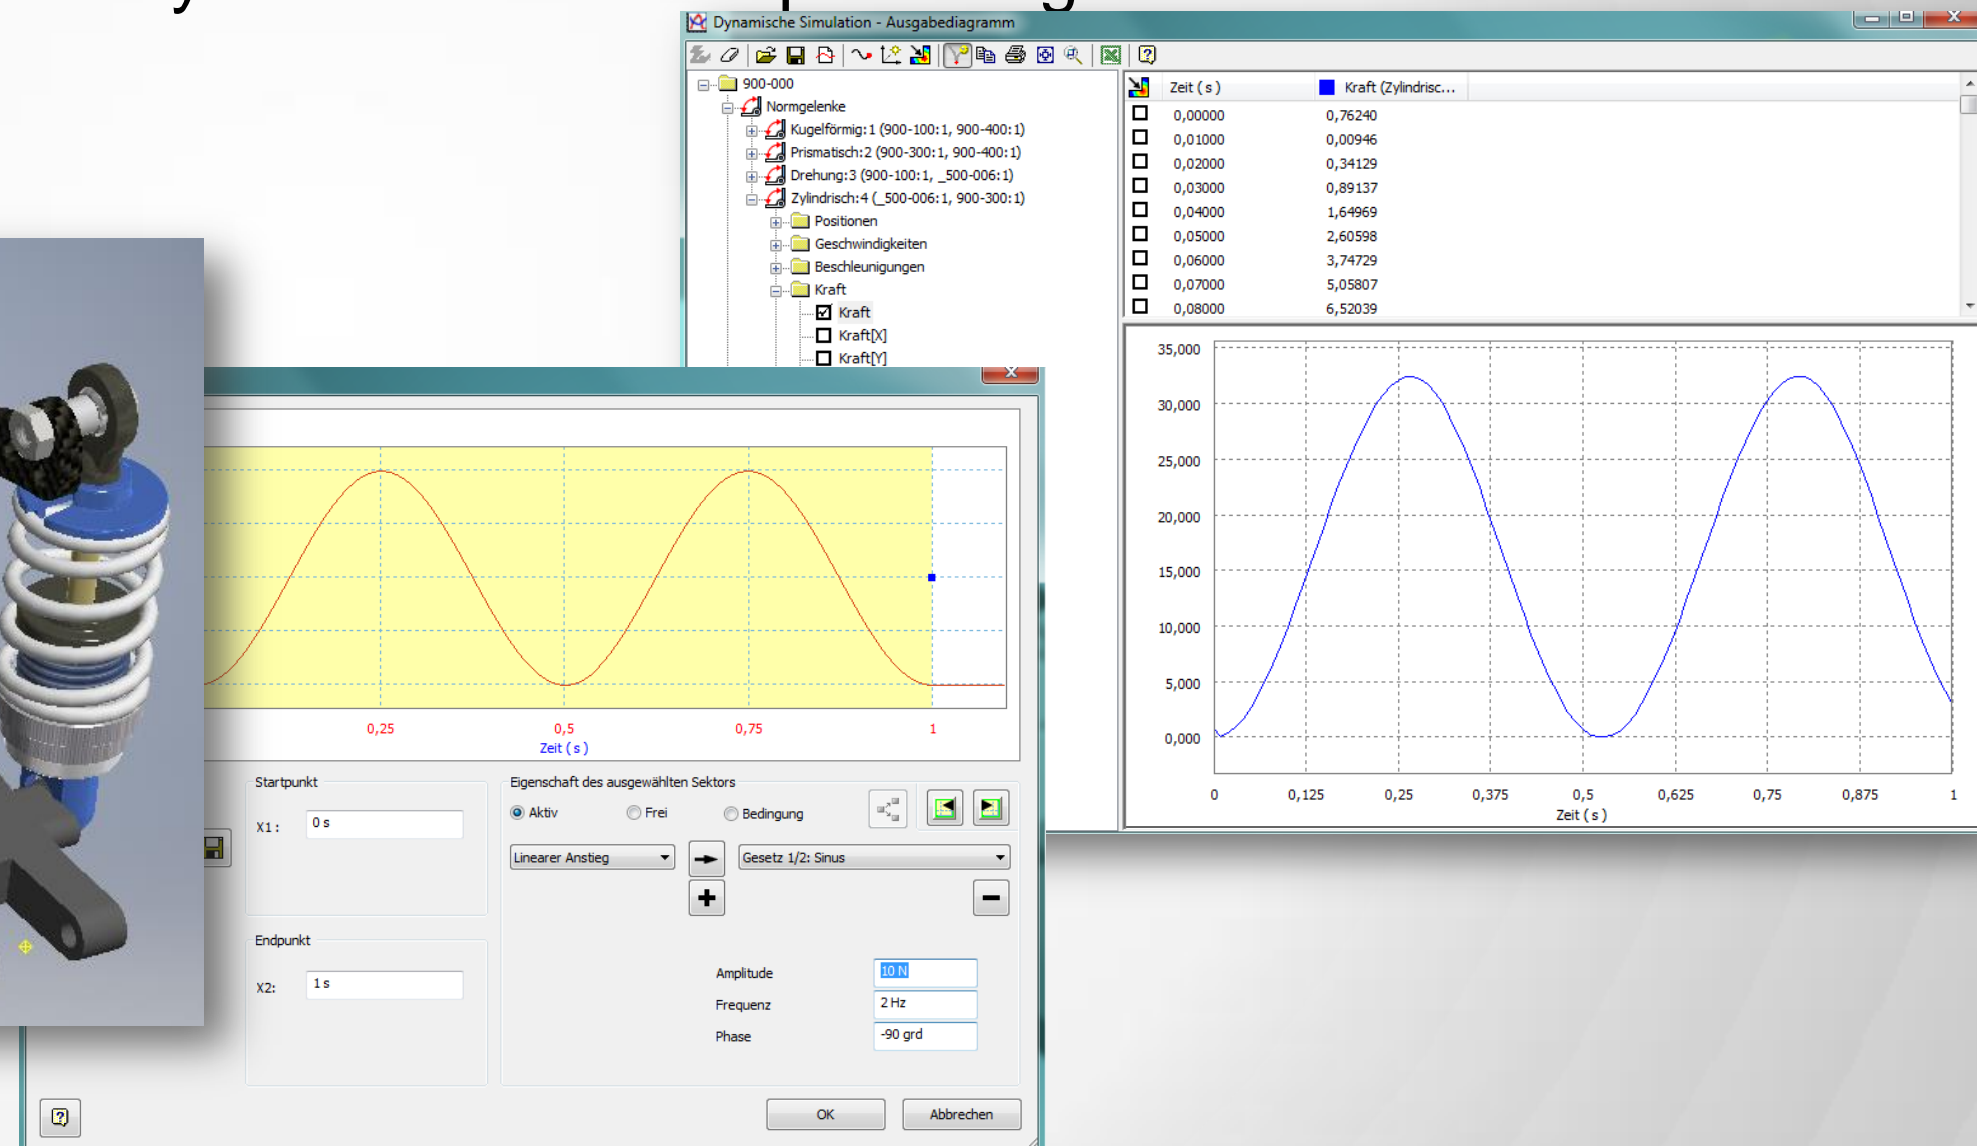 Dynamische Simulation - Ausgabediagramm
900-000
Normgelenke
Kugelförmig:1 (900-100:1, 900-400:1)
Prismatisch:2 (900-300:1, 900-400:1)
Drehung:3 (900-100:1, _500-006:1)
Zylindrisch:4 (_500-006:1, 900-300:1)
Positionen
Geschwindigkeiten
Beschleunigungen
Kraft
Kraft
Kraft[X]
Kraft[Y]
Zeit ( s ) Kraft (Zylindrisc...
0,00000 0,76240
0,01000 0,00946
0,02000 0,34129
0,03000 0,89137
0,04000 1,64969
0,05000 2,60598
0,06000 3,74729
0,07000 5,05807
0,08000 6,52039
35,000
30,000
25,000
20,000
15,000
10,000
5,000
0,000
0 0,125 0,25 0,375 0,5 0,625 0,75 0,875 1
Zeit ( s )
0,25 0,5 0,75 1
Zeit ( s )
Startpunkt
X1: 0 s
Endpunkt
X2: 1 s
Eigenschaft des ausgewählten Sektors
Aktiv Frei Bedingung
Linearer Anstieg Gesetz 1/2: Sinus
Amplitude 10 N
Frequenz 2 Hz
Phase -90 grd
OK Abbrechen